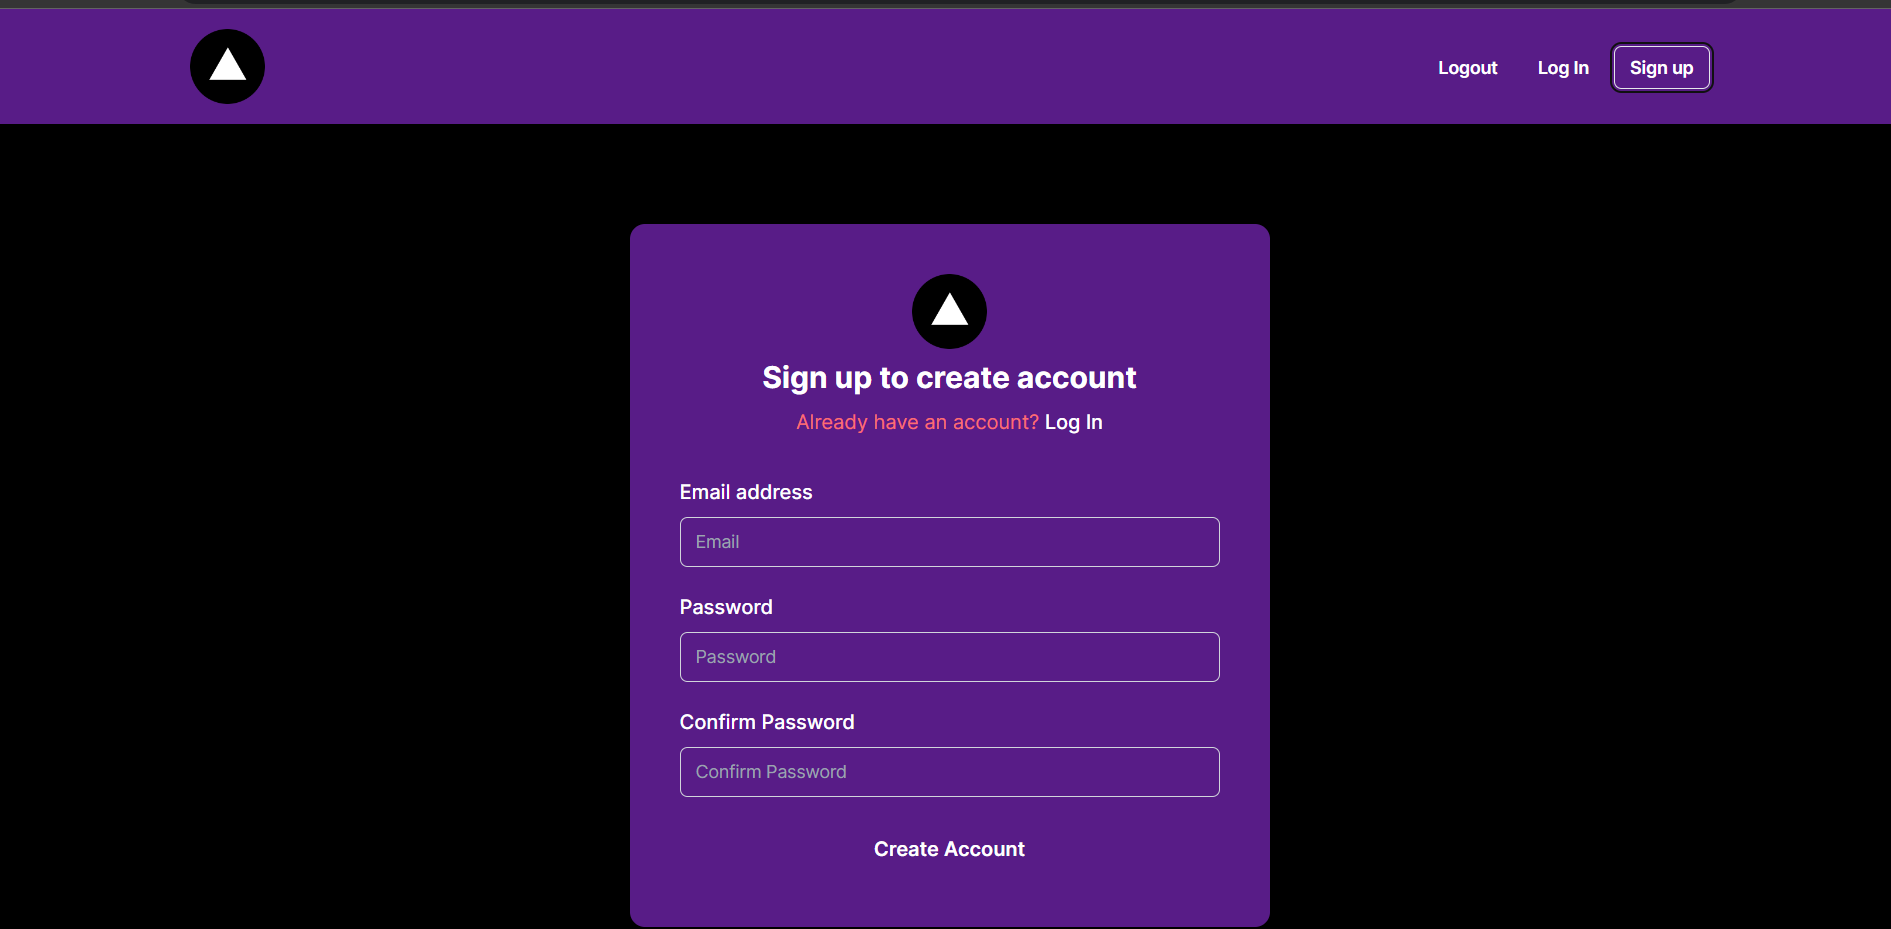 Logout Log In Sign up
Sign up to create account
Already have an account? Log In
Email address
Email
Password
Password
Confirm Password
Confirm Password
Create Account